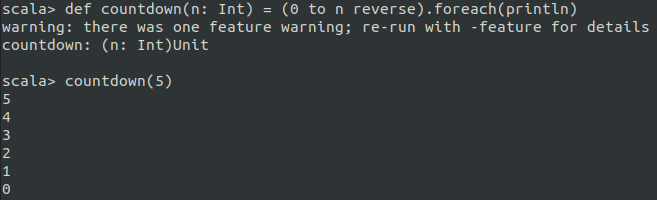 scala> def countdown(n: Int) = (0 to n reverse).foreach(println)
warning: there was one feature warning; re-run with -feature for details
countdown: (n: Int)Unit
scala> countdown(5)
5
4
3
2
1
0